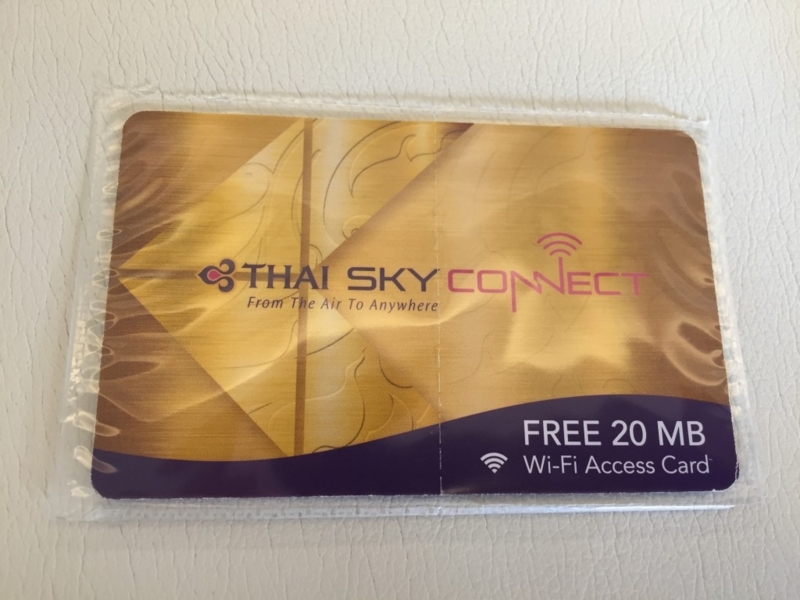 THAI SKY CONNECT
From The Air To Anywhere
FREE 20 MB
Wi-Fi Access Card